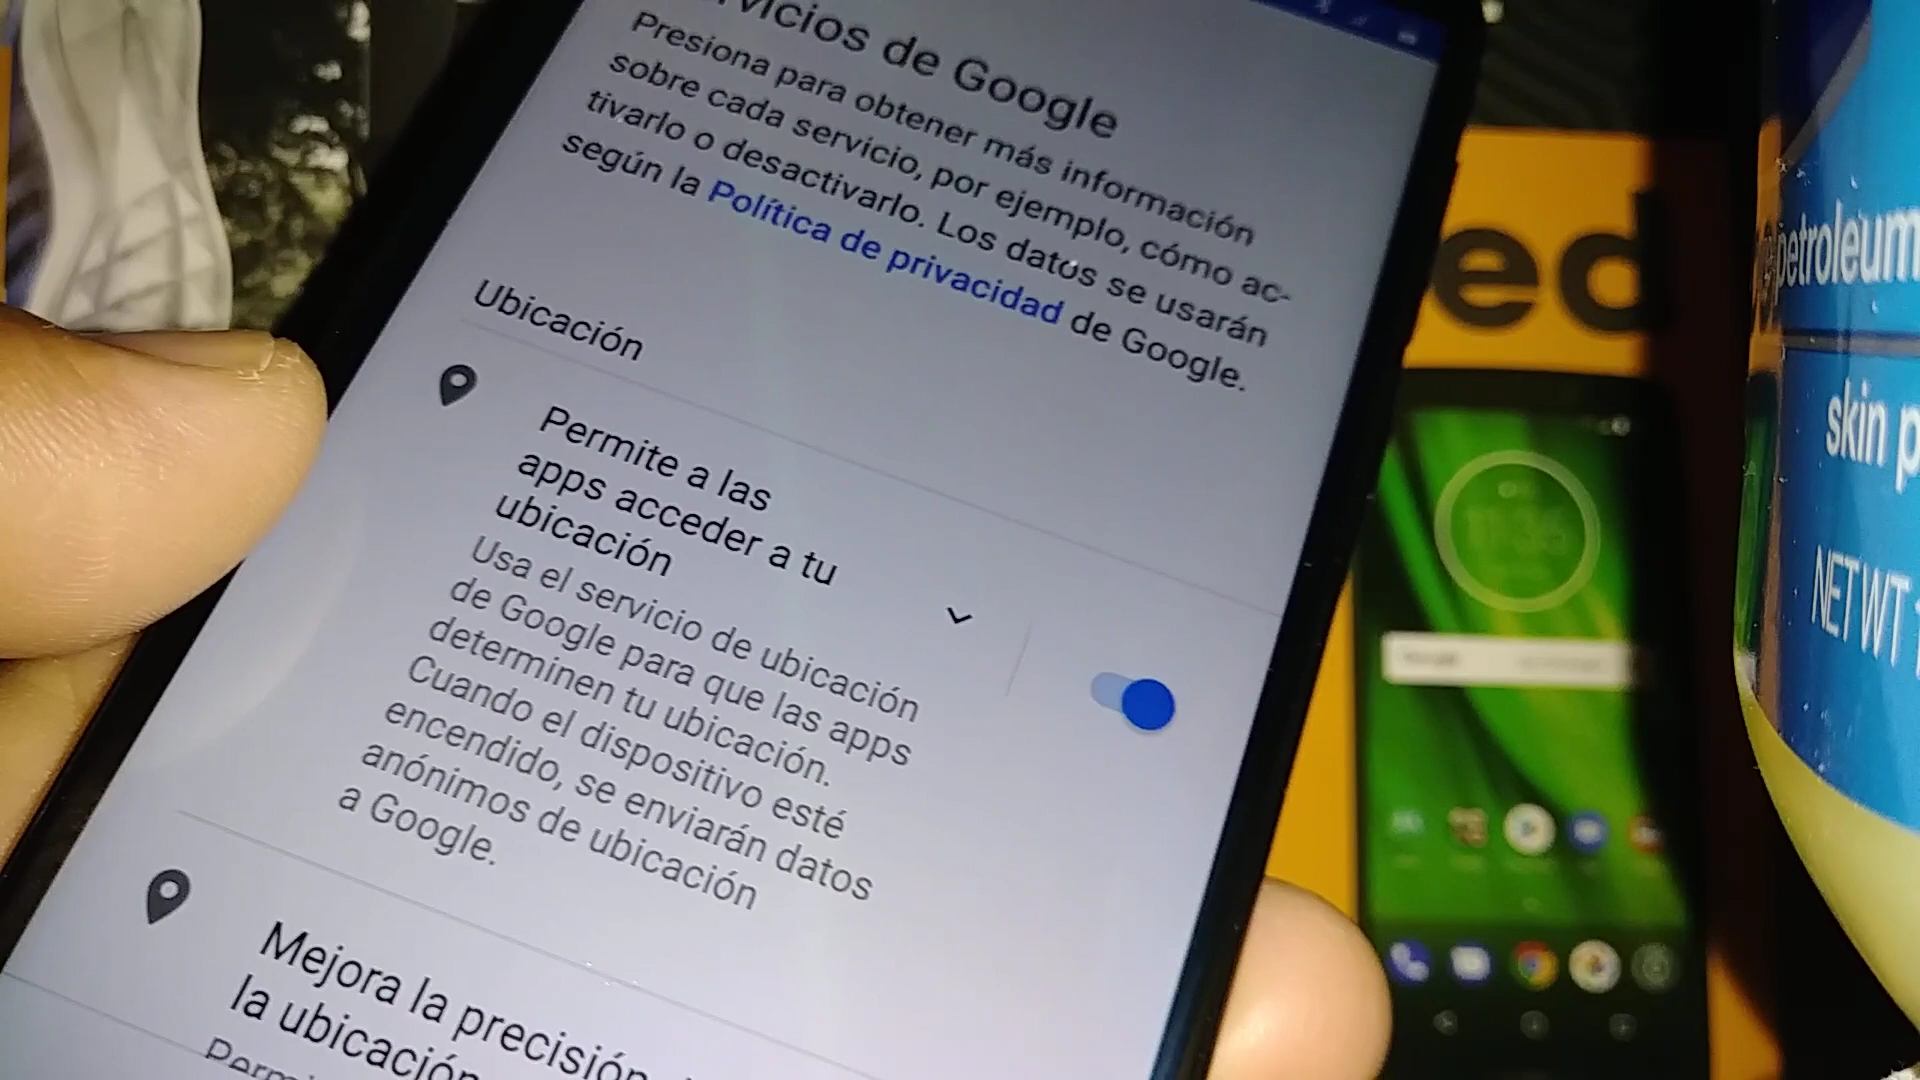 de Google
Presiona para obtener más información
sobre cada servicio, por ejemplo, cómo ac-
tivarlo o desactivarlo. Los datos se usarán
según la Política de privacidad de Google.
Ubicación
Permite a las
apps acceder a tu
ubicación
Usa el servicio de ubicación
de Google para que las apps
determinen tu ubicación.
Cuando el dispositivo esté
encendido, se enviarán datos
anónimos de ubicación
a Google.
Mejora la precisión
la ubicación
ed
petroleum
skin p
NET WT